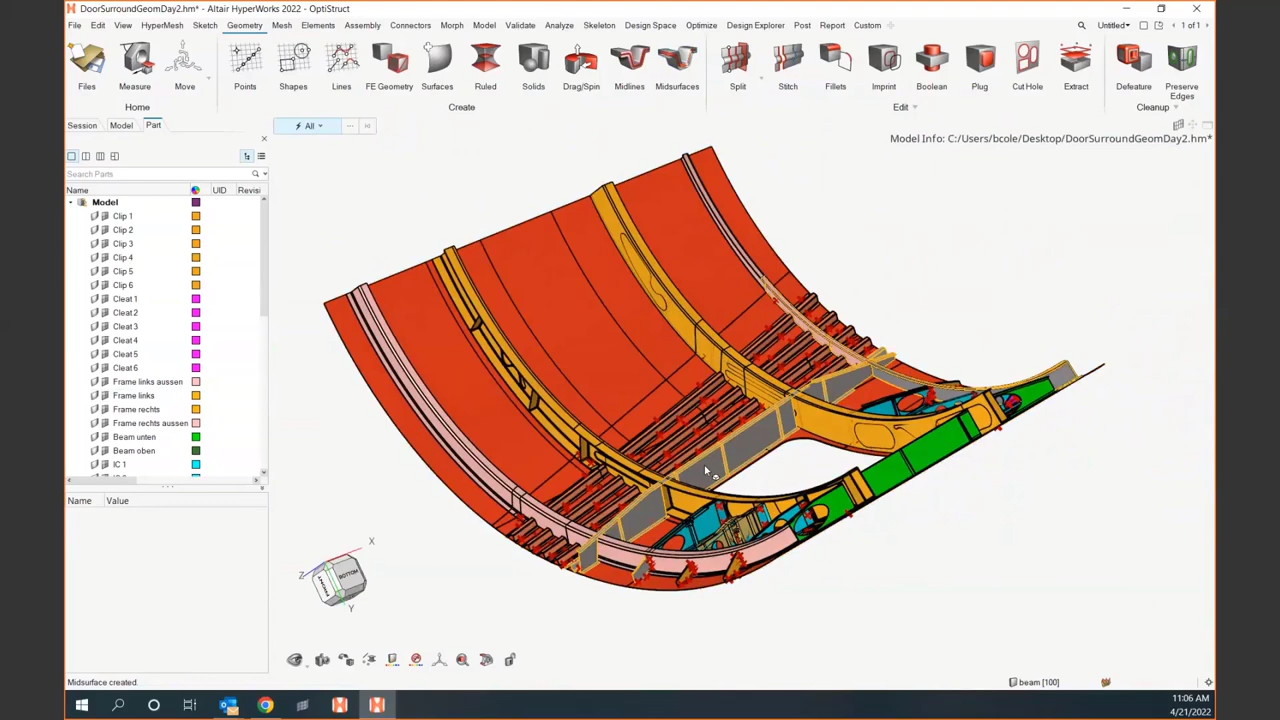 DoorSurroundGeomDay2.hm* - Altair HyperWorks 2022 - OptiStruct
File Edit View HyperMesh Sketch Geometry Mesh Elements Assembly Connectors Morph Model Validate Analyze Skeleton Design Space Optimize Design Explorer Post Report Custom Untitled* 1 of 1
Files Measure Move Points Shapes Lines FE Geometry Surfaces Ruled Solids Drag/Spin Midlines Midsurfaces Split Stitch Fillets Imprint Boolean Plug Cut Hole Extract Defeature Preserve Edges
Home Create Edit Cleanup
Session Model Part
All
Model Info: C:/Users/bcole/Desktop/DoorSurroundGeomDay2.hm*
Search Parts
Name UID Revisi
Model
Clip 1
Clip 2
Clip 3
Clip 4
Clip 5
Clip 6
Cleat 1
Cleat 2
Cleat 3
Cleat 4
Cleat 5
Cleat 6
Frame links aussen
Frame links
Frame rechts
Frame rechts aussen
Beam unten
Beam oben
IC 1
Name Value
X
Z
BOTTOM
Y
Midsurface created.
beam [100]
11:06 AM
4/21/2022